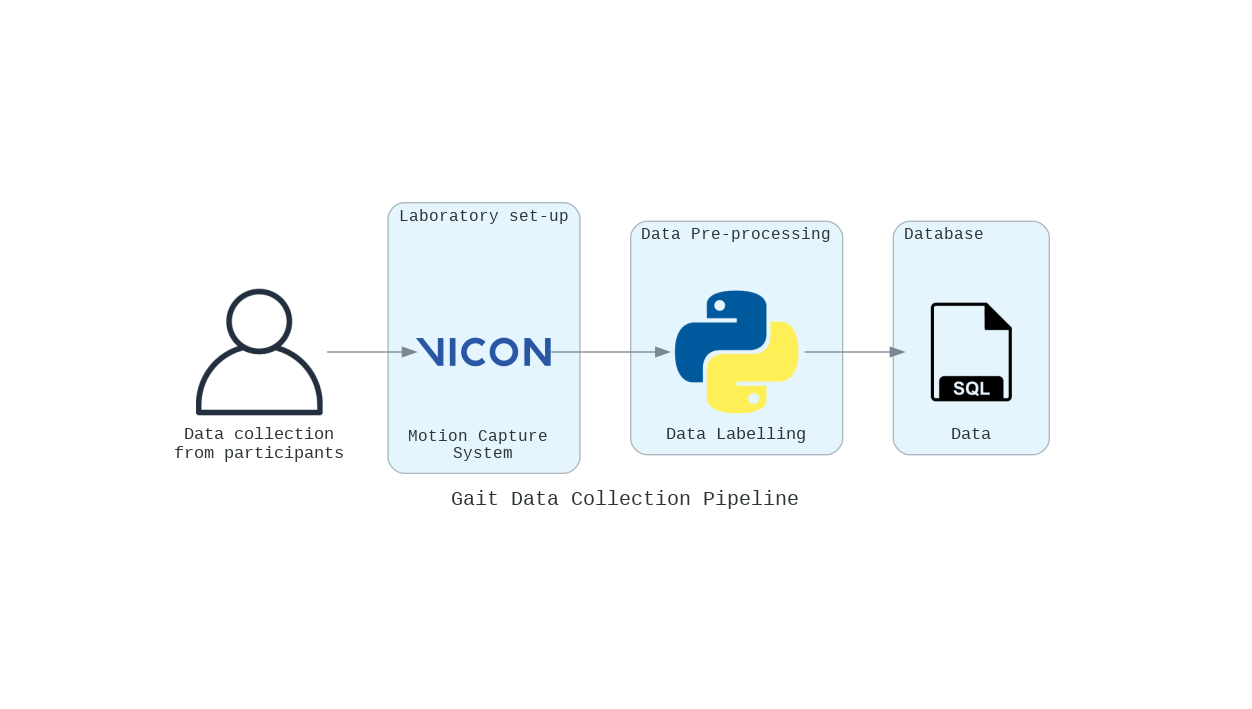 Laboratory set-up
Data Pre-processing
Database
VICON
SQL
Data collection
from participants
Motion Capture
System
Data Labelling
Data
Gait Data Collection Pipeline